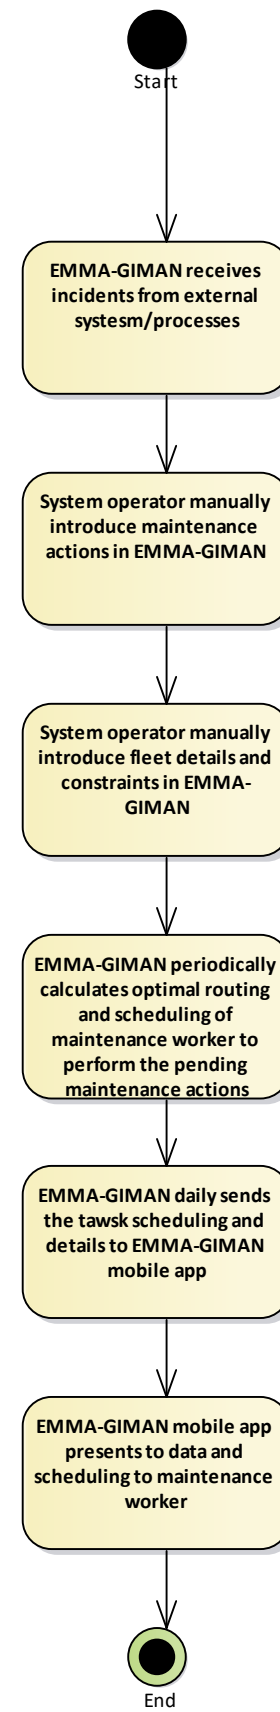 Start
EMMA-GIMAN receives
incidents from external
systesm/processes
System operator manually
introduce maintenance
actions in EMMA-GIMAN
System operator manually
introduce fleet details and
constraints in EMMA-
GIMAN
EMMA-GIMAN periodically
calculates optimal routing
and scheduling of
maintenance worker to
perform the pending
maintenance actions
EMMA-GIMAN daily sends
the tawsk scheduling and
details to EMMA-GIMAN
mobile app
EMMA-GIMAN mobile app
presents to data and
scheduling to maintenance
worker
End